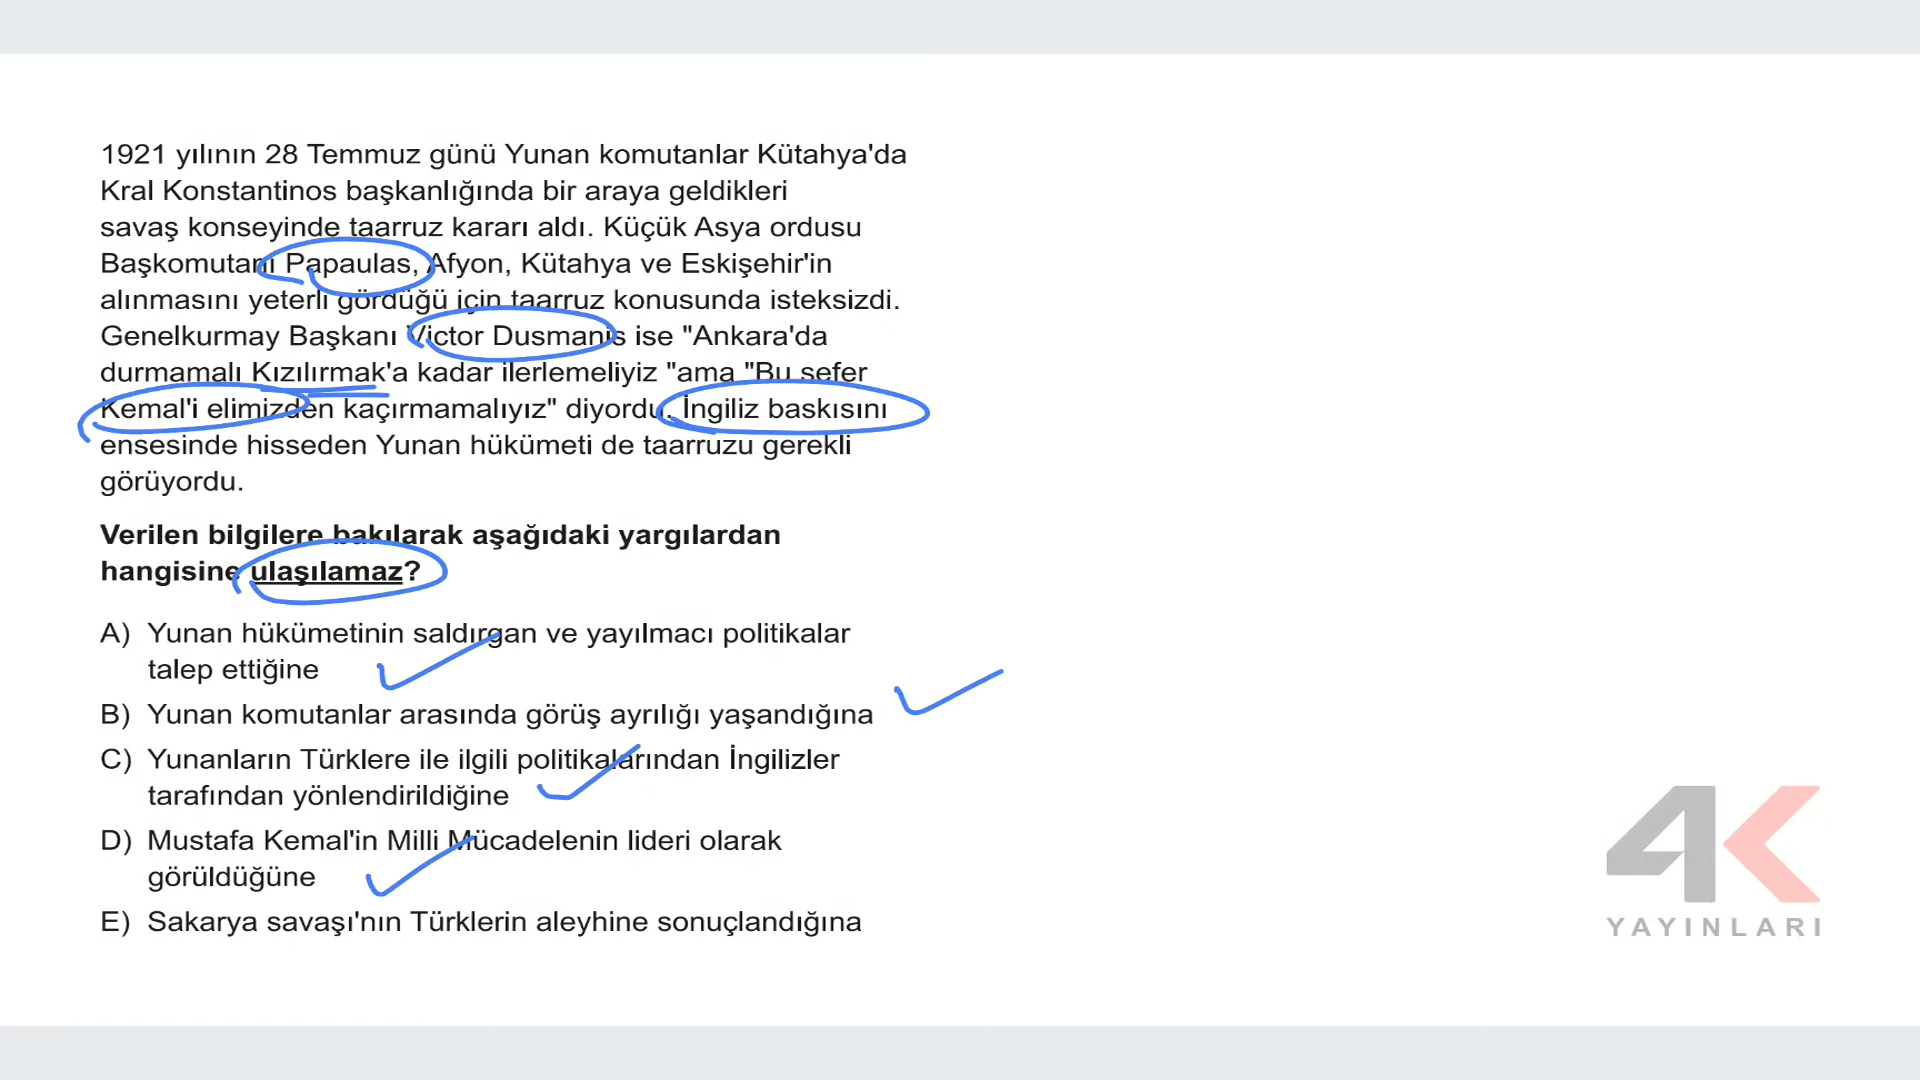 1921 yılının 28 Temmuz günü Yunan komutanlar Kütahya'da
Kral Konstantinos başkanlığında bir araya geldikleri
savaş konseyinde taarruz kararı aldı. Küçük Asya ordusu
Başkomutanı Papaulas, Afyon, Kütahya ve Eskişehir'in
alınmasını yeterli gördüğü için taarruz konusunda isteksizdi.
Genelkurmay Başkanı Victor Dusmanis ise "Ankara'da
durmamalı Kızılırmak'a kadar ilerlemeliyiz "ama "Bu sefer
Kemal'i elimizden kaçırmamalıyız" diyordu. İngiliz baskısını
ensesinde hisseden Yunan hükümeti de taarruzu gerekli
görüyordu.
Verilen bilgilere bakılarak aşağıdaki yargılardan
hangisine ulaşılamaz?
A) Yunan hükümetinin saldırgan ve yayılmacı politikalar
talep ettiğine
B) Yunan komutanlar arasında görüş ayrılığı yaşandığına
C) Yunanların Türklere ile ilgili politikalarından İngilizler
tarafından yönlendirildiğine
D) Mustafa Kemal'in Milli Mücadelenin lideri olarak
görüldüğüne
E) Sakarya savaşı'nın Türklerin aleyhine sonuçlandığına
4K
YAYINLARI